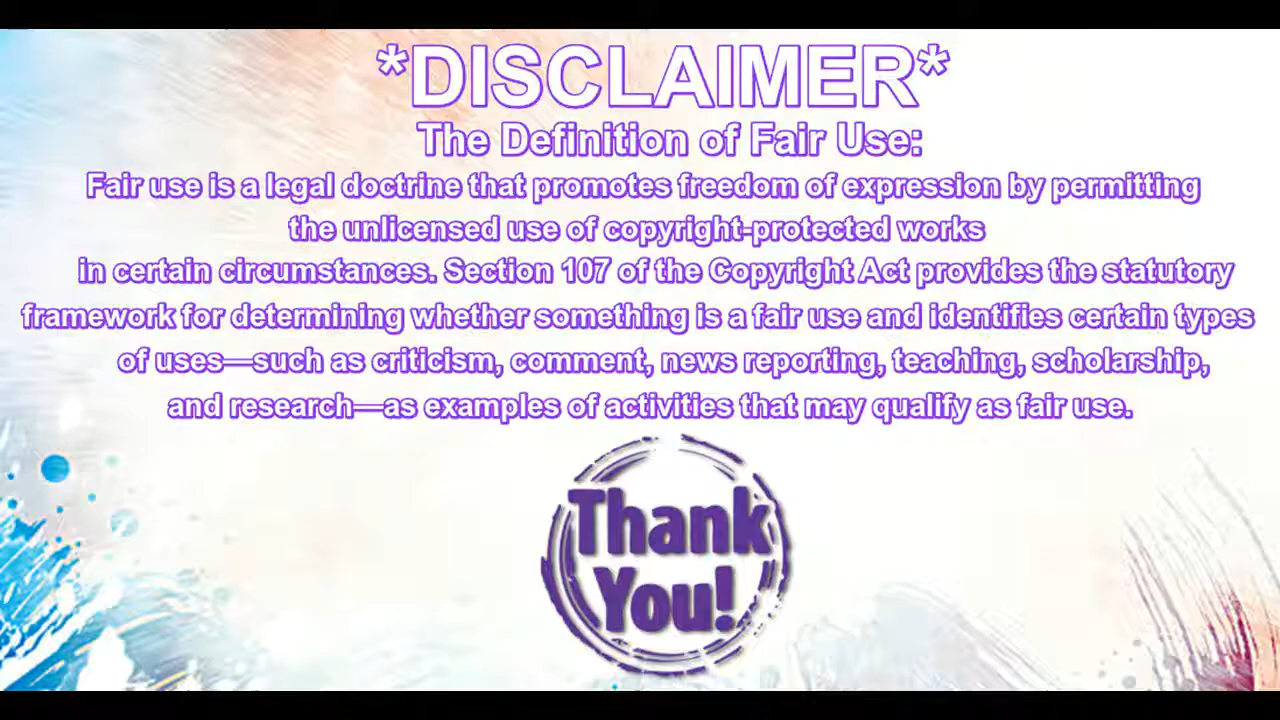 *DISCLAIMER*
The Definition of Fair Use:
Fair use is a legal doctrine that promotes freedom of expression by permitting
the unlicensed use of copyright-protected works
in certain circumstances. Section 107 of the Copyright Act provides the statutory
framework for determining whether something is a fair use and identifies certain types
of uses—such as criticism, comment, news reporting, teaching, scholarship,
and research—as examples of activities that may qualify as fair use.
Thank
You!